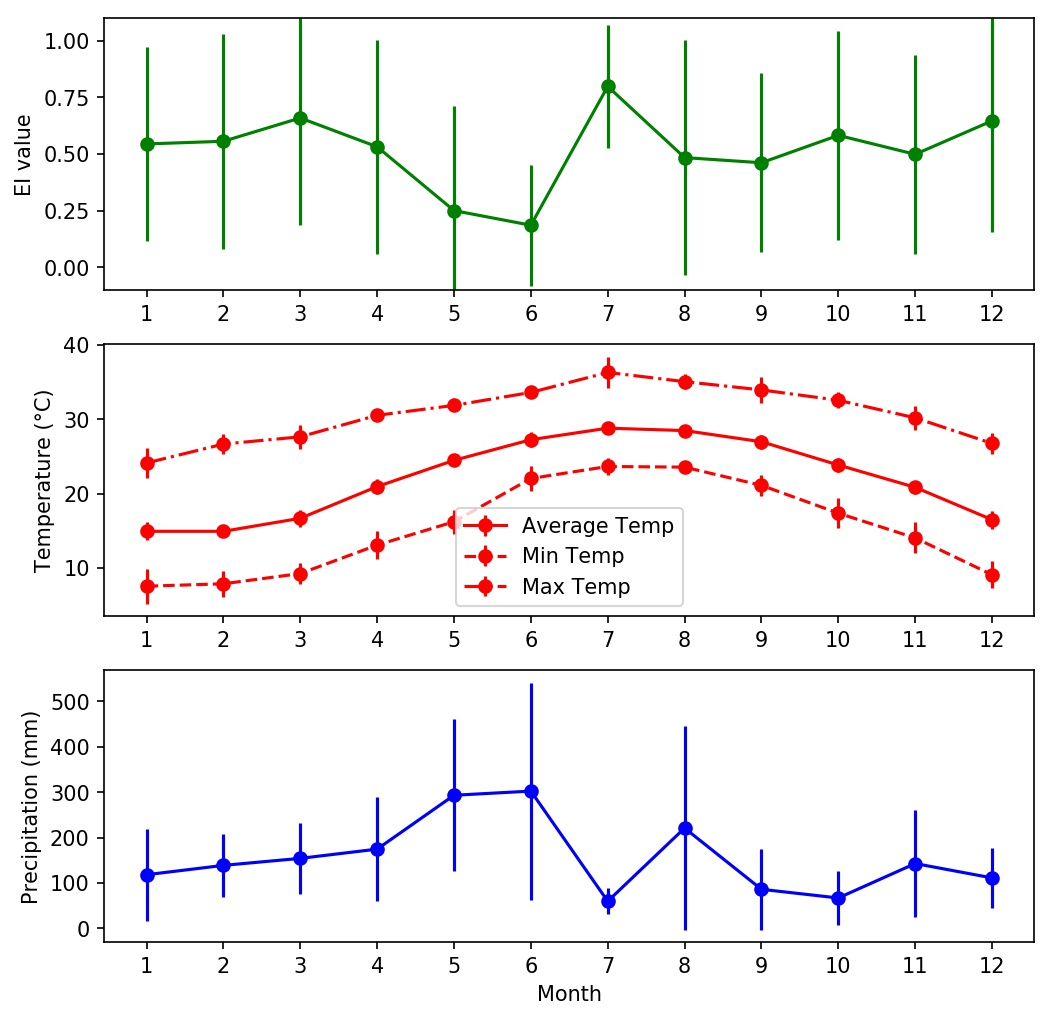 EI value
1.00
0.75
0.50
0.25
0.00
1 2 3 4 5 6 7 8 9 10 11 12
Temperature (°C)
40
30
20
10
Average Temp
Min Temp
Max Temp
1 2 3 4 5 6 7 8 9 10 11 12
Precipitation (mm)
500
400
300
200
100
0
1 2 3 4 5 6 7 8 9 10 11 12
Month